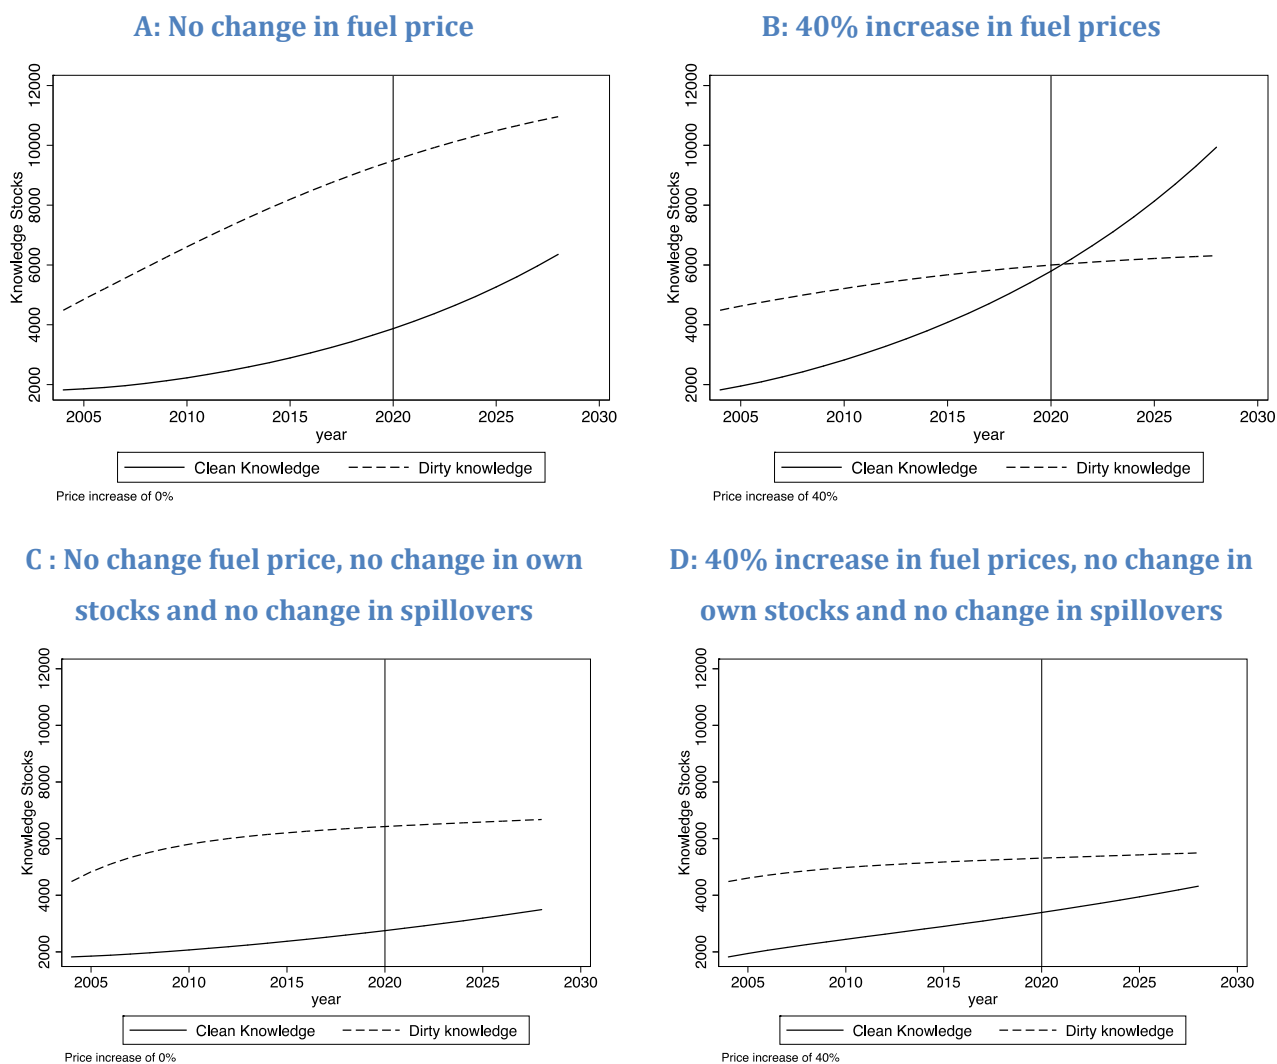 A: No change in fuel price
Knowledge Stocks
2000 4000 6000 8000 10000 12000
2005 2010 2015 2020 2025 2030
year
Clean Knowledge Dirty knowledge
Price increase of 0%
B: 40% increase in fuel prices
Knowledge Stocks
2000 4000 6000 8000 10000 12000
2005 2010 2015 2020 2025 2030
year
Clean Knowledge Dirty knowledge
Price increase of 40%
C : No change fuel price, no change in own
stocks and no change in spillovers
Knowledge Stocks
2000 4000 6000 8000 10000 12000
2005 2010 2015 2020 2025 2030
year
Clean Knowledge Dirty knowledge
Price increase of 0%
D: 40% increase in fuel prices, no change in
own stocks and no change in spillovers
Knowledge Stocks
2000 4000 6000 8000 10000 12000
2005 2010 2015 2020 2025 2030
year
Clean Knowledge Dirty knowledge
Price increase of 40%